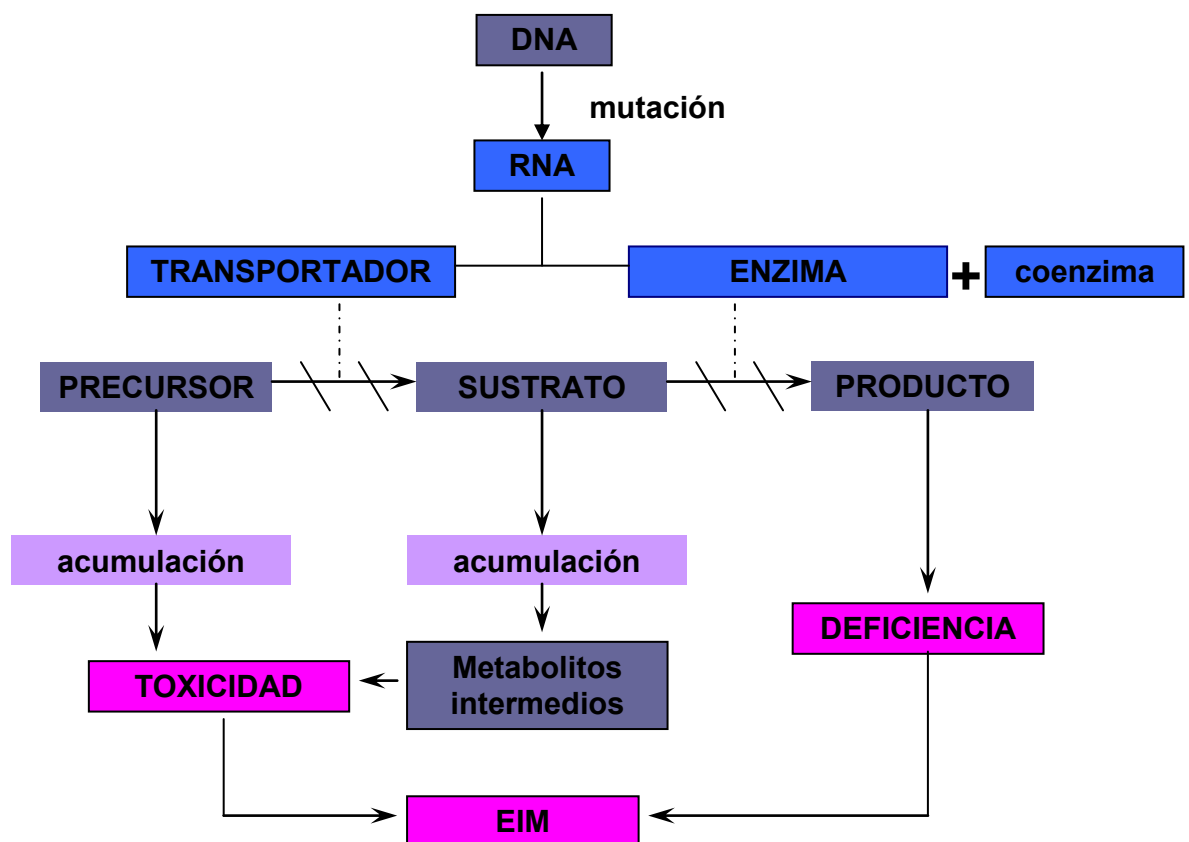 DNA
mutación
RNA
TRANSPORTADOR
ENZIMA
+
coenzima
PRECURSOR
SUSTRATO
PRODUCTO
acumulación
acumulación
DEFICIENCIA
TOXICIDAD
Metabolitos
intermedios
EIM